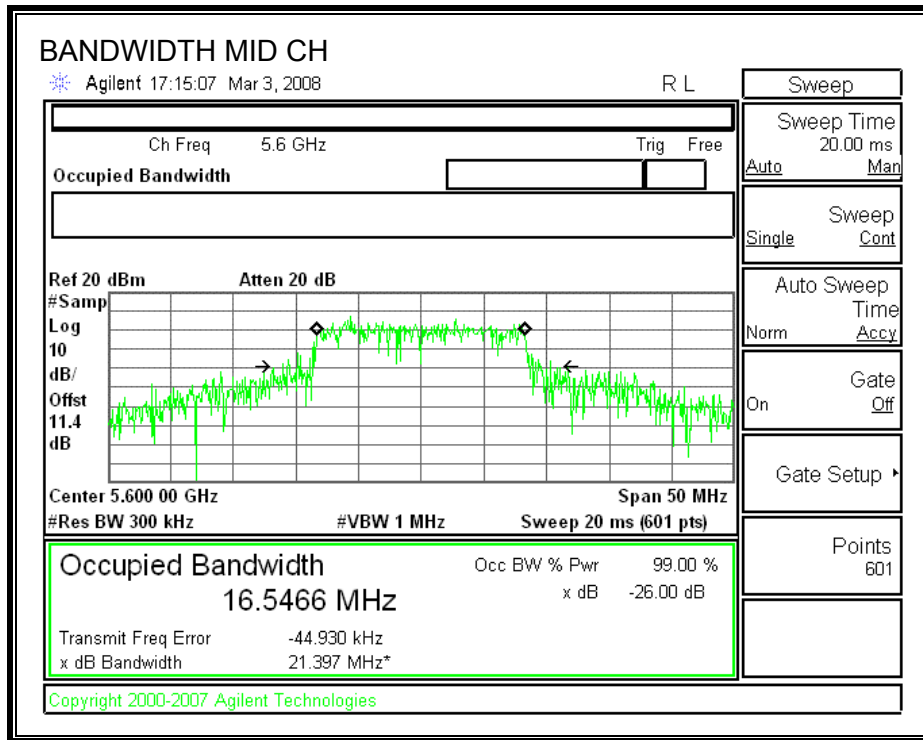 BANDWIDTH MID CH
Agilent 17:15:07 Mar 3, 2008 R L
Ch Freq 5.6 GHz Trig Free
Occupied Bandwidth
Ref 20 dBm Atten 20 dB
#Samp
Log
10
dB/
Offst
11.4
dB
Center 5.600 00 GHz Span 50 MHz
#Res BW 300 kHz #VBW 1 MHz Sweep 20 ms (601 pts)
Occupied Bandwidth
16.5466 MHz
Occ BW % Pwr 99.00 %
x dB -26.00 dB
Transmit Freq Error -44.930 kHz
x dB Bandwidth 21.397 MHz*
Copyright 2000-2007 Agilent Technologies
Sweep
Sweep Time
20.00 ms
Auto Man
Sweep
Single Cont
Auto Sweep
Time
Norm Accy
Gate
On Off
Gate Setup
Points
601